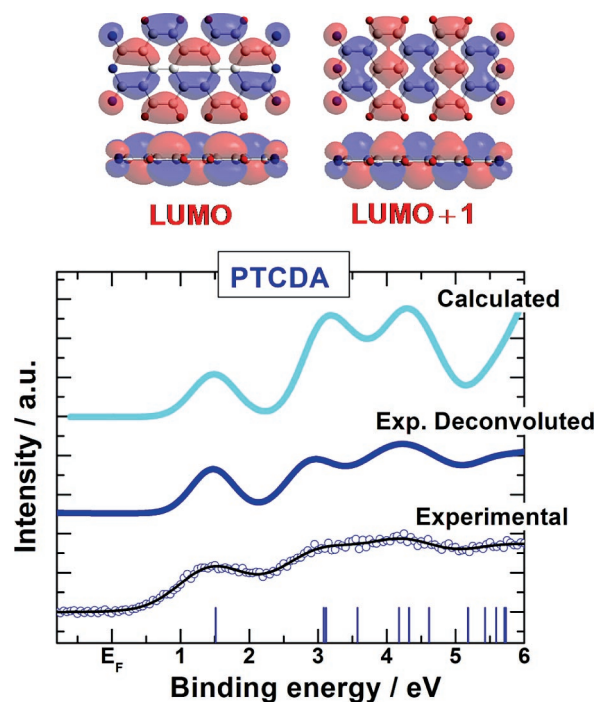 LUMO
LUMO + 1
PTCDA
Calculated
Exp. Deconvoluted
Experimental
Intensity / a.u.
E_F 1 2 3 4 5 6
Binding energy / eV